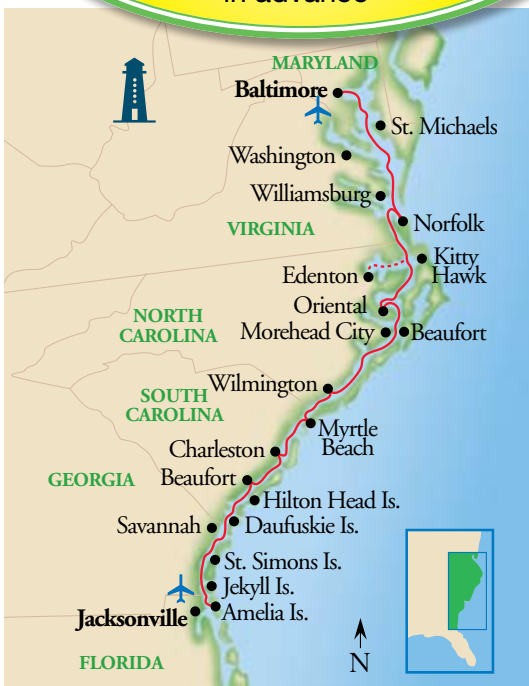 in advance
MARYLAND
Baltimore
St. Michaels
Washington
Williamsburg
VIRGINIA
Norfolk
Kitty
Hawk
Edenton
Oriental
NORTH
CAROLINA
Morehead City
Beaufort
Wilmington
SOUTH
CAROLINA
Myrtle
Beach
Charleston
GEORGIA
Beaufort
Hilton Head Is.
Savannah
Daufuskie Is.
St. Simons Is.
Jekyll Is.
Jacksonville
Amelia Is.
N
FLORIDA